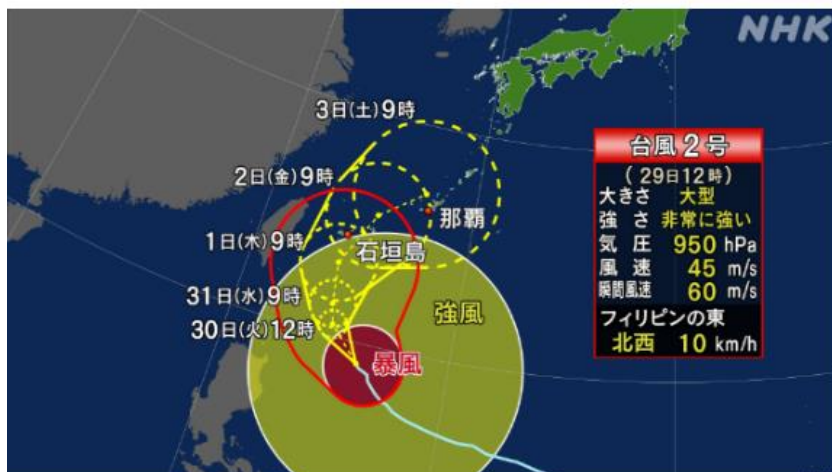 NHK
3日(土)9時
2日(金)9時
1日(木)9時
31日(水)9時
30日(火)12時
那覇
石垣島
強風
暴風
台風2号
(29日12時)
大きさ 大型
強さ 非常に強い
気圧 950 hPa
風速 45 m/s
瞬間風速 60 m/s
フィリピンの東
北西 10 km/h